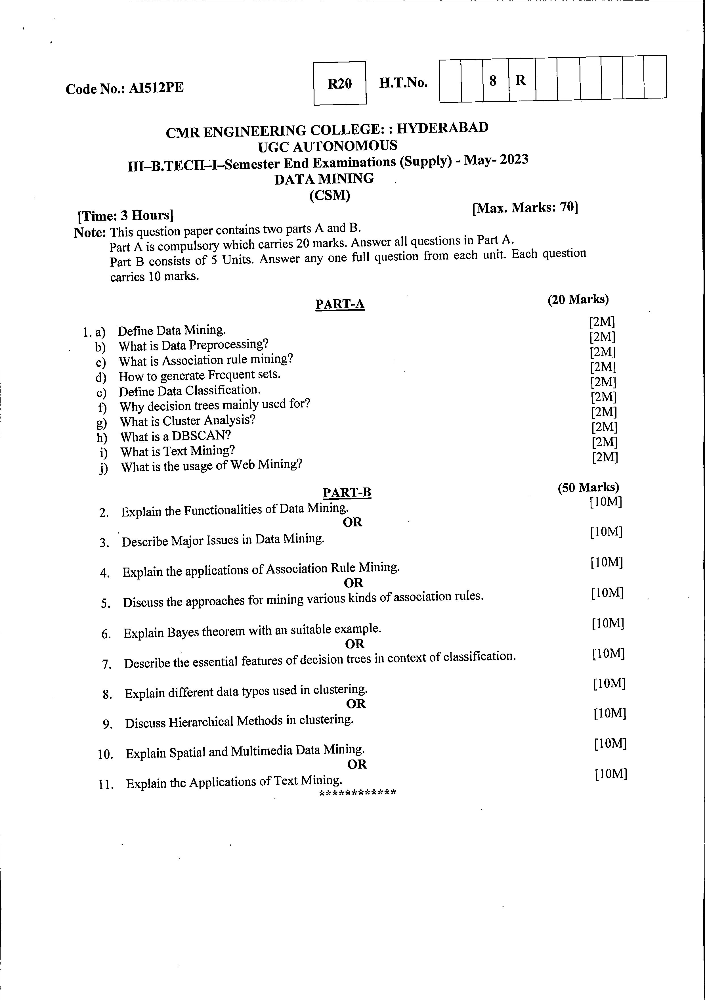 Code No.: AI512PE R20 H.T.No. 8 R
CMR ENGINEERING COLLEGE: : HYDERABAD
UGC AUTONOMOUS
III–B.TECH–I–Semester End Examinations (Supply) - May- 2023
DATA MINING
(CSM)
[Time: 3 Hours] [Max. Marks: 70]
Note: This question paper contains two parts A and B.
Part A is compulsory which carries 20 marks. Answer all questions in Part A.
Part B consists of 5 Units. Answer any one full question from each unit. Each question
carries 10 marks.
PART-A (20 Marks)
1. a) Define Data Mining. [2M]
b) What is Data Preprocessing? [2M]
c) What is Association rule mining? [2M]
d) How to generate Frequent sets. [2M]
e) Define Data Classification. [2M]
f) Why decision trees mainly used for? [2M]
g) What is Cluster Analysis? [2M]
h) What is a DBSCAN? [2M]
i) What is Text Mining? [2M]
j) What is the usage of Web Mining? [2M]
PART-B (50 Marks)
2. Explain the Functionalities of Data Mining. [10M]
OR
3. Describe Major Issues in Data Mining. [10M]
4. Explain the applications of Association Rule Mining. [10M]
OR
5. Discuss the approaches for mining various kinds of association rules. [10M]
6. Explain Bayes theorem with an suitable example. [10M]
OR
7. Describe the essential features of decision trees in context of classification. [10M]
8. Explain different data types used in clustering. [10M]
OR
9. Discuss Hierarchical Methods in clustering. [10M]
10. Explain Spatial and Multimedia Data Mining. [10M]
OR
11. Explain the Applications of Text Mining. [10M]
************